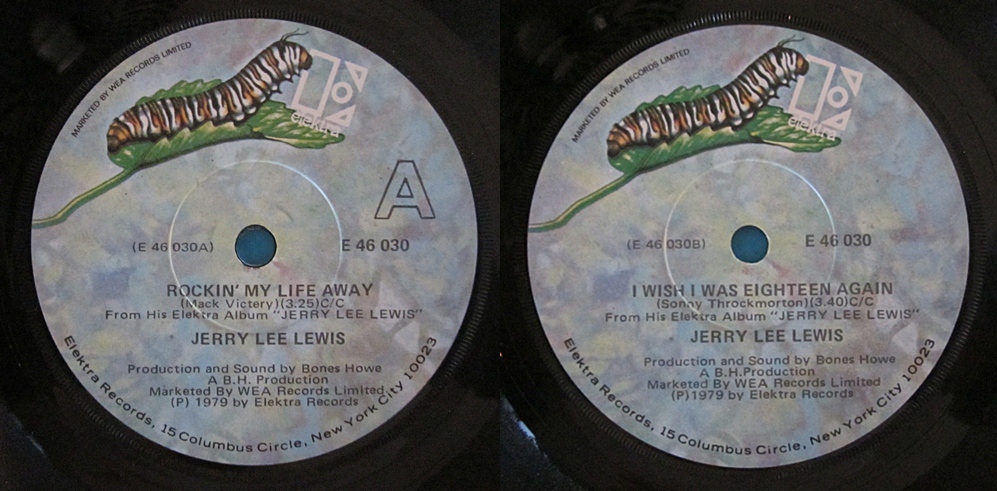 MARKETED BY WEA RECORDS LIMITED
elektra
A
(E 46 030A)
E 46 030
ROCKIN' MY LIFE AWAY
(Mack Victery)(3.25)C/C
From His Elektra Album "JERRY LEE LEWIS"
JERRY LEE LEWIS
Production and Sound by Bones Howe
A B.H. Production
Marketed By WEA Records Limited
(P) 1979 by Elektra Records
Elektra Records, 15 Columbus Circle, New York City 10023
MARKETED BY WEA RECORDS LIMITED
elektra
(E 46 030B)
E 46 030
I WISH I WAS EIGHTEEN AGAIN
(Sonny Throckmorton)(3.40)C/C
From His Elektra Album "JERRY LEE LEWIS"
JERRY LEE LEWIS
Production and Sound by Bones Howe
A B.H.Production
Marketed By WEA Records Limited
(P)1979 by Elektra Records
Elektra Records, 15 Columbus Circle, New York City 10023